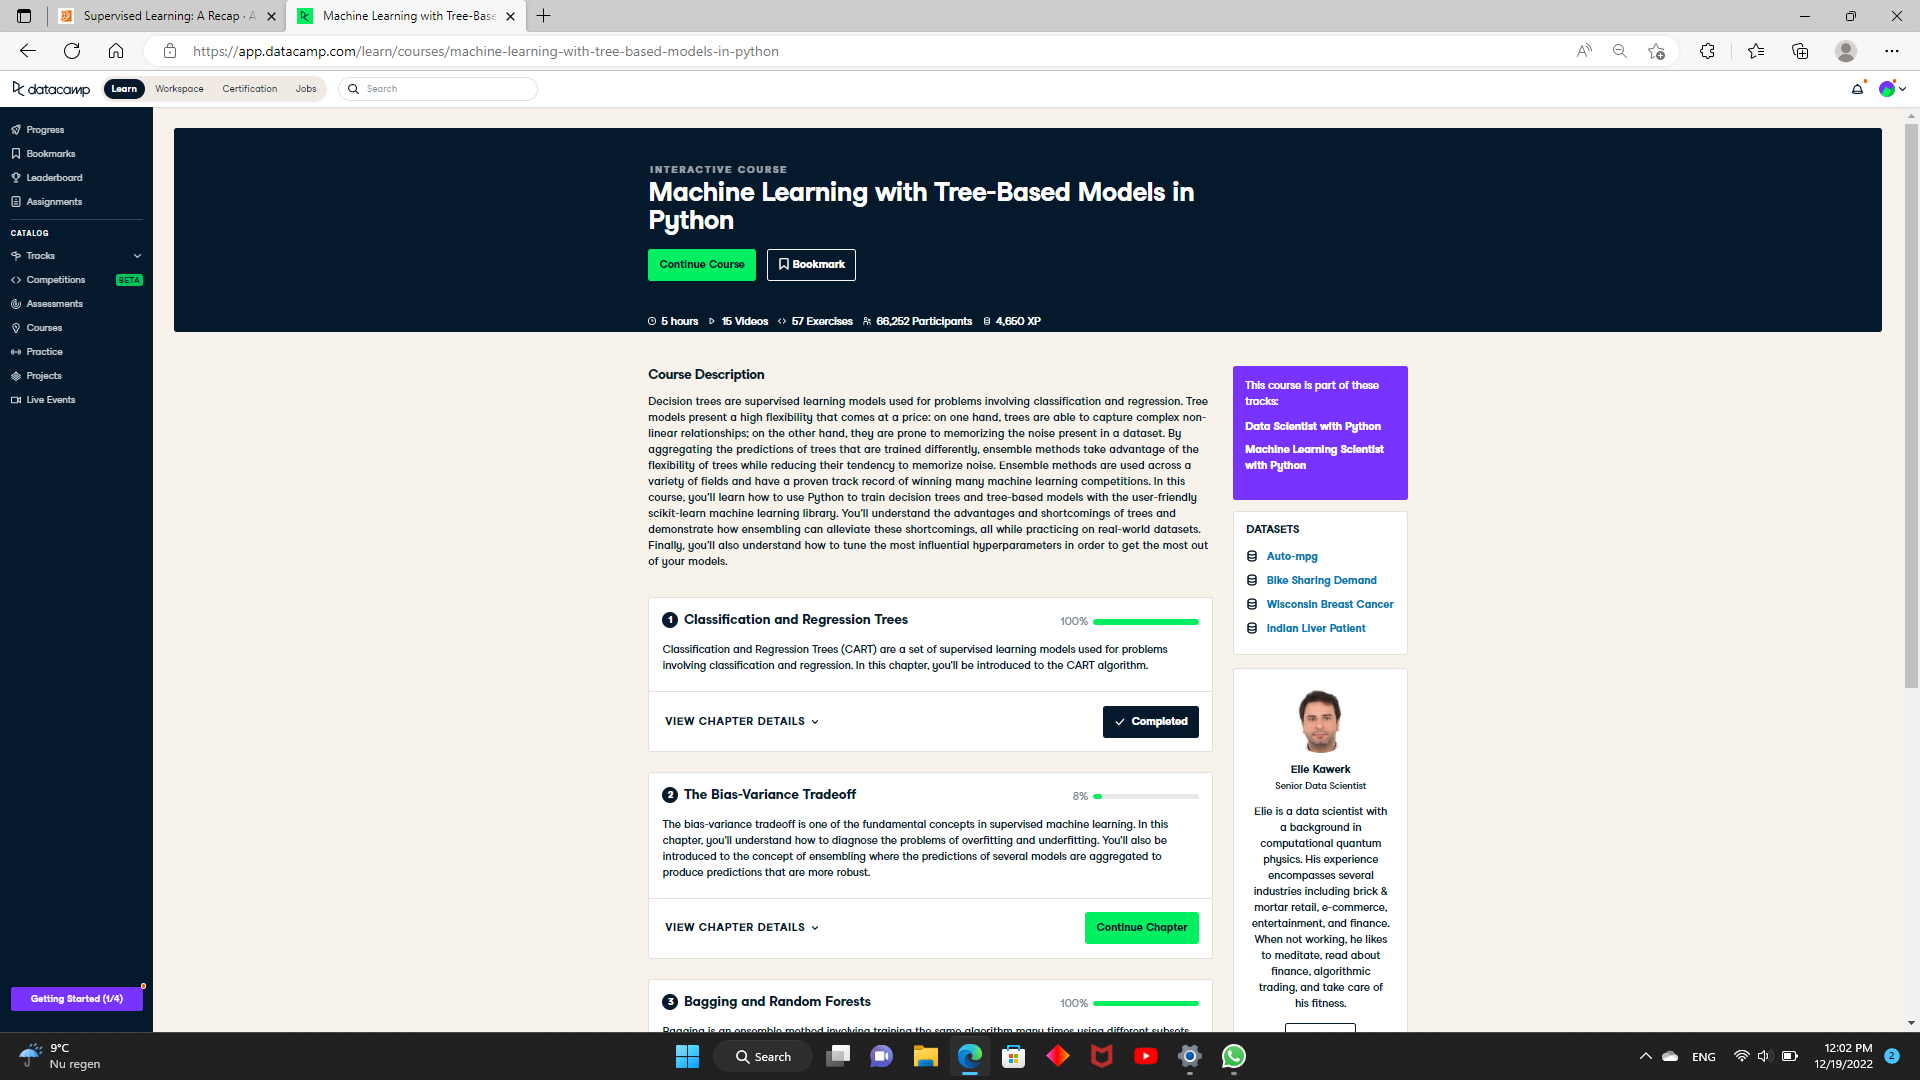 Supervised Learning: A Recap · A
Machine Learning with Tree-Base
https://app.datacamp.com/learn/courses/machine-learning-with-tree-based-models-in-python
datacamp
Learn
Workspace
Certification
Jobs
Search
Progress
Bookmarks
Leaderboard
Assignments
CATALOG
Tracks
Competitions BETA
Assessments
Courses
Practice
Projects
Live Events
Getting Started (1/4)
INTERACTIVE COURSE
Machine Learning with Tree-Based Models in
Python
Continue Course
Bookmark
5 hours 15 Videos 57 Exercises 66,252 Participants 4,650 XP
Course Description
Decision trees are supervised learning models used for problems involving classification and regression. Tree
models present a high flexibility that comes at a price: on one hand, trees are able to capture complex non-
linear relationships; on the other hand, they are prone to memorizing the noise present in a dataset. By
aggregating the predictions of trees that are trained differently, ensemble methods take advantage of the
flexibility of trees while reducing their tendency to memorize noise. Ensemble methods are used across a
variety of fields and have a proven track record of winning many machine learning competitions. In this
course, you'll learn how to use Python to train decision trees and tree-based models with the user-friendly
scikit-learn machine learning library. You'll understand the advantages and shortcomings of trees and
demonstrate how ensembling can alleviate these shortcomings, all while practicing on real-world datasets.
Finally, you'll also understand how to tune the most influential hyperparameters in order to get the most out
of your models.
1 Classification and Regression Trees 100%
Classification and Regression Trees (CART) are a set of supervised learning models used for problems
involving classification and regression. In this chapter, you'll be introduced to the CART algorithm.
VIEW CHAPTER DETAILS
Completed
2 The Bias-Variance Tradeoff 8%
The bias-variance tradeoff is one of the fundamental concepts in supervised machine learning. In this
chapter, you'll understand how to diagnose the problems of overfitting and underfitting. You'll also be
introduced to the concept of ensembling where the predictions of several models are aggregated to
produce predictions that are more robust.
VIEW CHAPTER DETAILS
Continue Chapter
3 Bagging and Random Forests 100%
Bagging is an ensemble method involving training the same algorithm many times using different subsets
This course is part of these
tracks:
Data Scientist with Python
Machine Learning Scientist
with Python
DATASETS
Auto-mpg
Bike Sharing Demand
Wisconsin Breast Cancer
Indian Liver Patient
Elie Kawerk
Senior Data Scientist
Elie is a data scientist with
a background in
computational quantum
physics. His experience
encompasses several
industries including brick &
mortar retail, e-commerce,
entertainment, and finance.
When not working, he likes
to meditate, read about
finance, algorithmic
trading, and take care of
his fitness.
9°C
Nu regen
Search
ENG
12:02 PM
12/19/2022
2